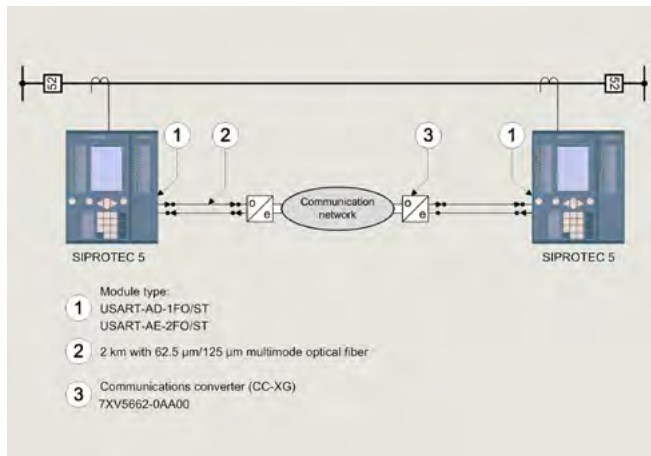 52
52
1
2
3
1
o
e
Communication
network
o
e
SIPROTEC 5
SIPROTEC 5
1
Module type:
USART-AD-1FO/ST
USART-AE-2FO/ST
2
2 km with 62.5 μm/125 μm multimode optical fiber
3
Communications converter (CC-XG)
7XV5662-0AA00